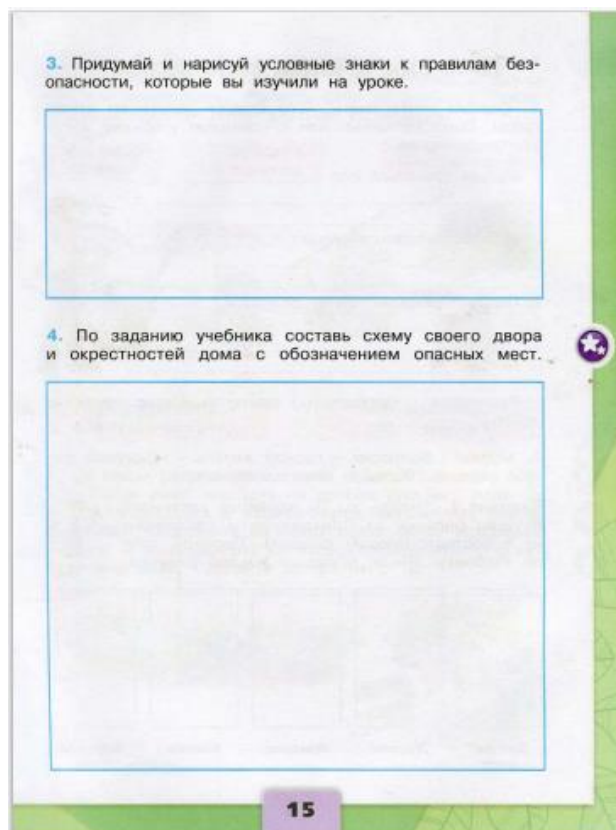 3. Придумай и нарисуй условные знаки к правилам без-
опасности, которые вы изучили на уроке.
4. По заданию учебника составь схему своего двора
и окрестностей дома с обозначением опасных мест.
15